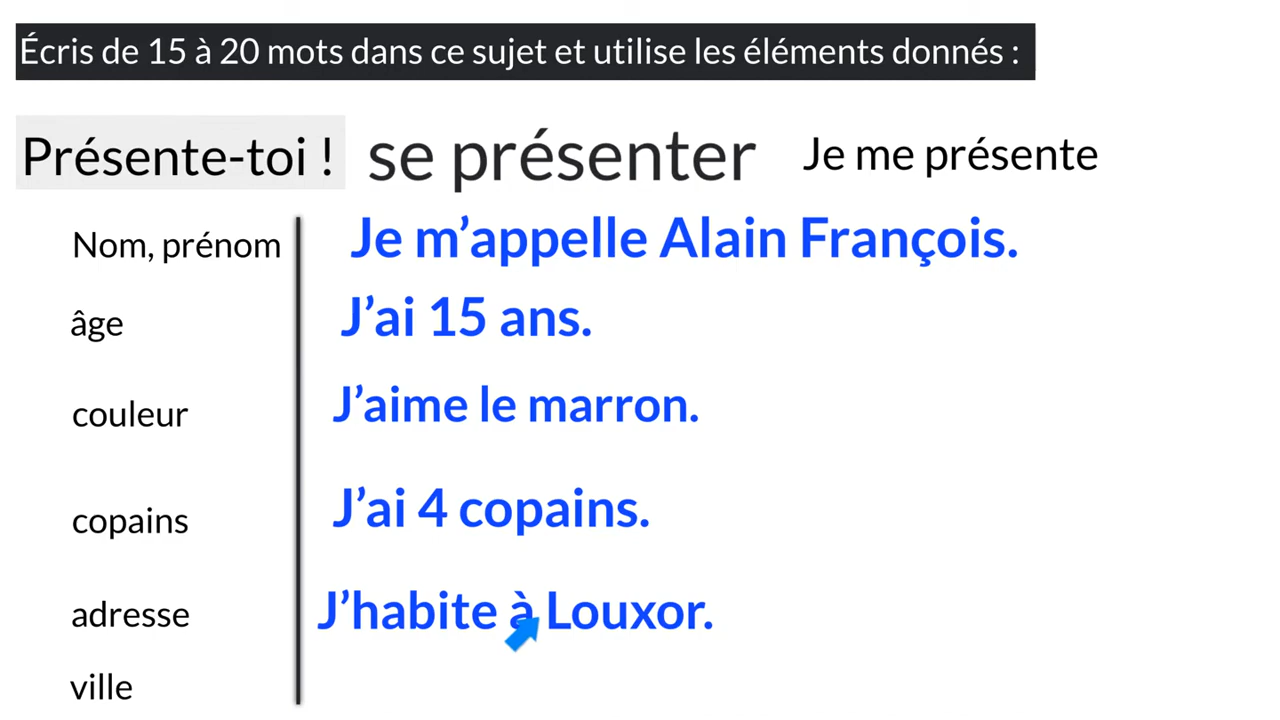 Écris de 15 à 20 mots dans ce sujet et utilise les éléments donnés :
Présente-toi ! se présenter Je me présente
Nom, prénom Je m’appelle Alain François.
âge J’ai 15 ans.
couleur J’aime le marron.
copains J’ai 4 copains.
adresse J’habite à Louxor.
ville